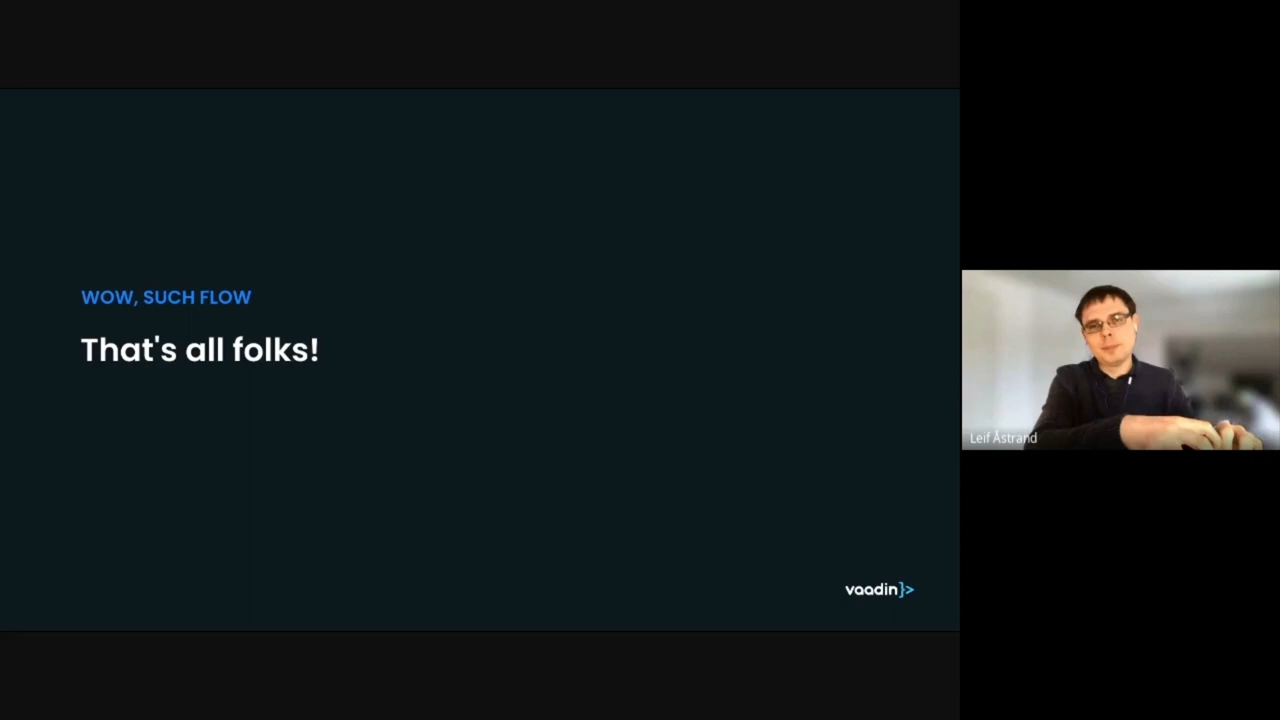 WOW, SUCH FLOW
That's all folks!
vaadin}>
Leif Åstrand